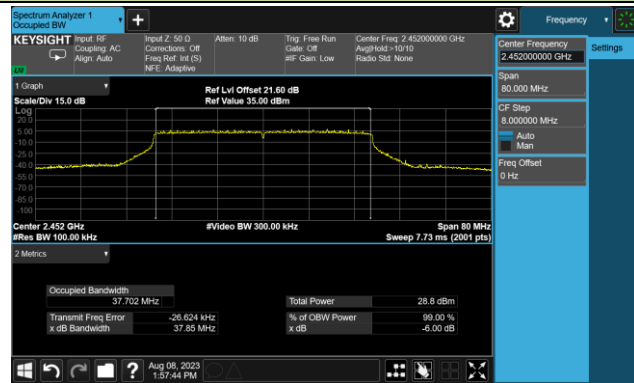 Spectrum Analyzer 1
Occupied BW
Frequency
KEYSIGHT
Input: RF
Coupling: AC
Align: Auto
Input Z: 50 Ω
Corrections: Off
Freq Ref: Int (S)
NFE: Adaptive
Atten: 10 dB
Trig: Free Run
Gate: Off
#IF Gain: Low
Center Freq: 2.452000000 GHz
Avg|Hold:>10/10
Radio Std: None
Center Frequency
2.452000000 GHz
Settings
Span
80.000 MHz
CF Step
8.000000 MHz
Auto
Man
Freq Offset
0 Hz
1 Graph
Scale/Div 15.0 dB
Ref Lvl Offset 21.60 dB
Ref Value 35.00 dBm
Log
20.0
5.00
-10.0
-25.0
-40.0
-55.0
-70.0
-85.0
-100
Center 2.452 GHz
#Res BW 100.00 kHz
#Video BW 300.00 kHz
Span 80 MHz
Sweep 7.73 ms (2001 pts)
2 Metrics
Occupied Bandwidth
37.702 MHz
Total Power 28.8 dBm
Transmit Freq Error -26.624 kHz
% of OBW Power 99.00 %
x dB Bandwidth 37.85 MHz
x dB -6.00 dB
?
Aug 08, 2023
1:57:44 PM